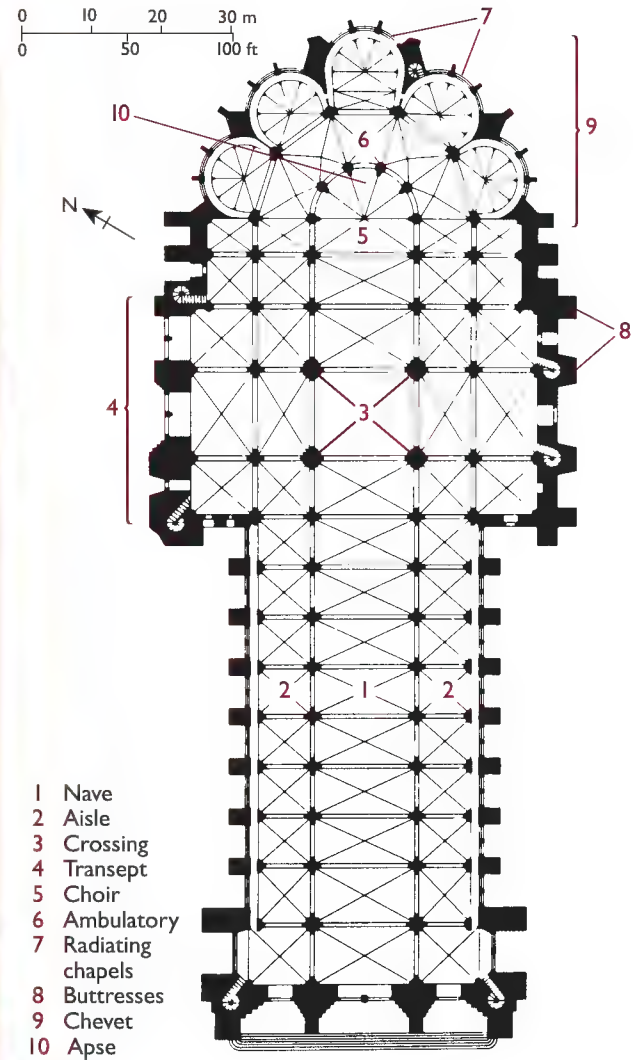 0 10 20 30 m
0 50 100 ft
7
10
6
9
N
5
8
4
3
2 1 2
1 Nave
2 Aisle
3 Crossing
4 Transept
5 Choir
6 Ambulatory
7 Radiating
chapels
8 Buttresses
9 Chevet
10 Apse